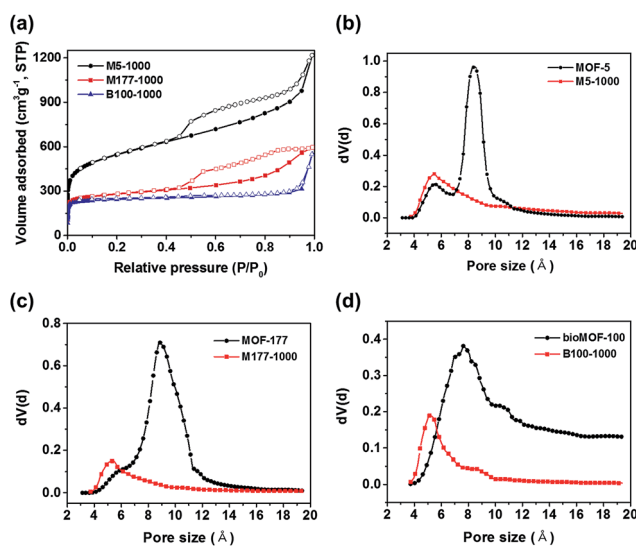 (a)
Volume adsorbed (cm³g⁻¹, STP)
1200
900
600
300
0
M5-1000
M177-1000
B100-1000
0.0 0.2 0.4 0.6 0.8 1.0
Relative pressure (P/P₀)
(b)
dV(d)
1.0
0.8
0.6
0.4
0.2
0.0
MOF-5
M5-1000
2 4 6 8 10 12 14 16 18 20
Pore size (Å)
(c)
dV(d)
0.8
0.6
0.4
0.2
0.0
MOF-177
M177-1000
2 4 6 8 10 12 14 16 18 20
Pore size (Å)
(d)
dV(d)
0.4
0.3
0.2
0.1
0.0
bioMOF-100
B100-1000
2 4 6 8 10 12 14 16 18 20
Pore size (Å)